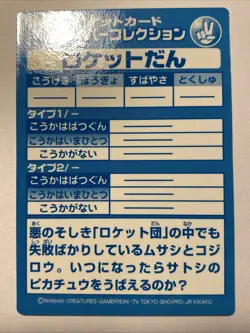 ケットカード
パーコレクション
ロケットだん
こうげき ぼうぎょ すばやさ とくしゅ
タイプ1/ー
こうかはばつぐん
こうかはいまひとつ
こうかがない
タイプ2/ー
こうかはばつぐん
こうかはいまひとつ
こうかがない
悪のそしき「ロケット団」の中でも
失敗ばかりしているムサシとコジ
ロウ。いつになったらサトシの
ピカチュウをうばえるのか?
©Nintendo・CREATURES・GAMEFREAK・TV TOKYO・SHO-PRO・JR KIKAKU